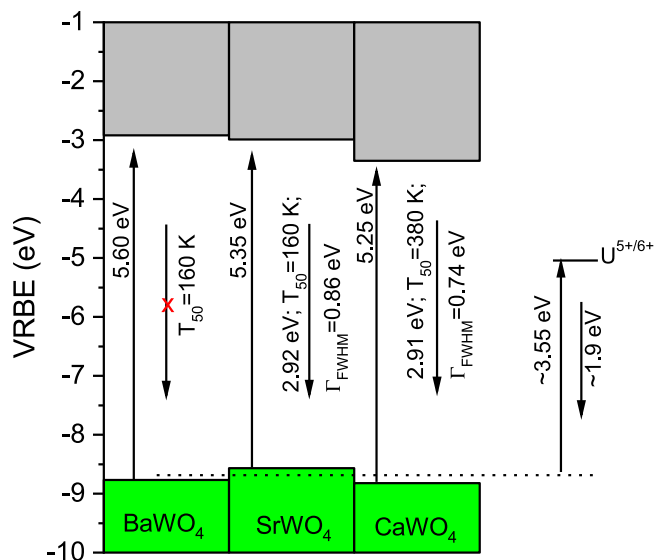 VRBE (eV)
-1
-2
-3
-4
-5
-6
-7
-8
-9
-10
5.60 eV
x
T50=160 K
5.35 eV
2.92 eV; T50=160 K;
ΓFWHM=0.86 eV
5.25 eV
2.91 eV; T50=380 K;
ΓFWHM=0.74 eV
U5+/6+
~3.55 eV
~1.9 eV
BaWO4
SrWO4
CaWO4